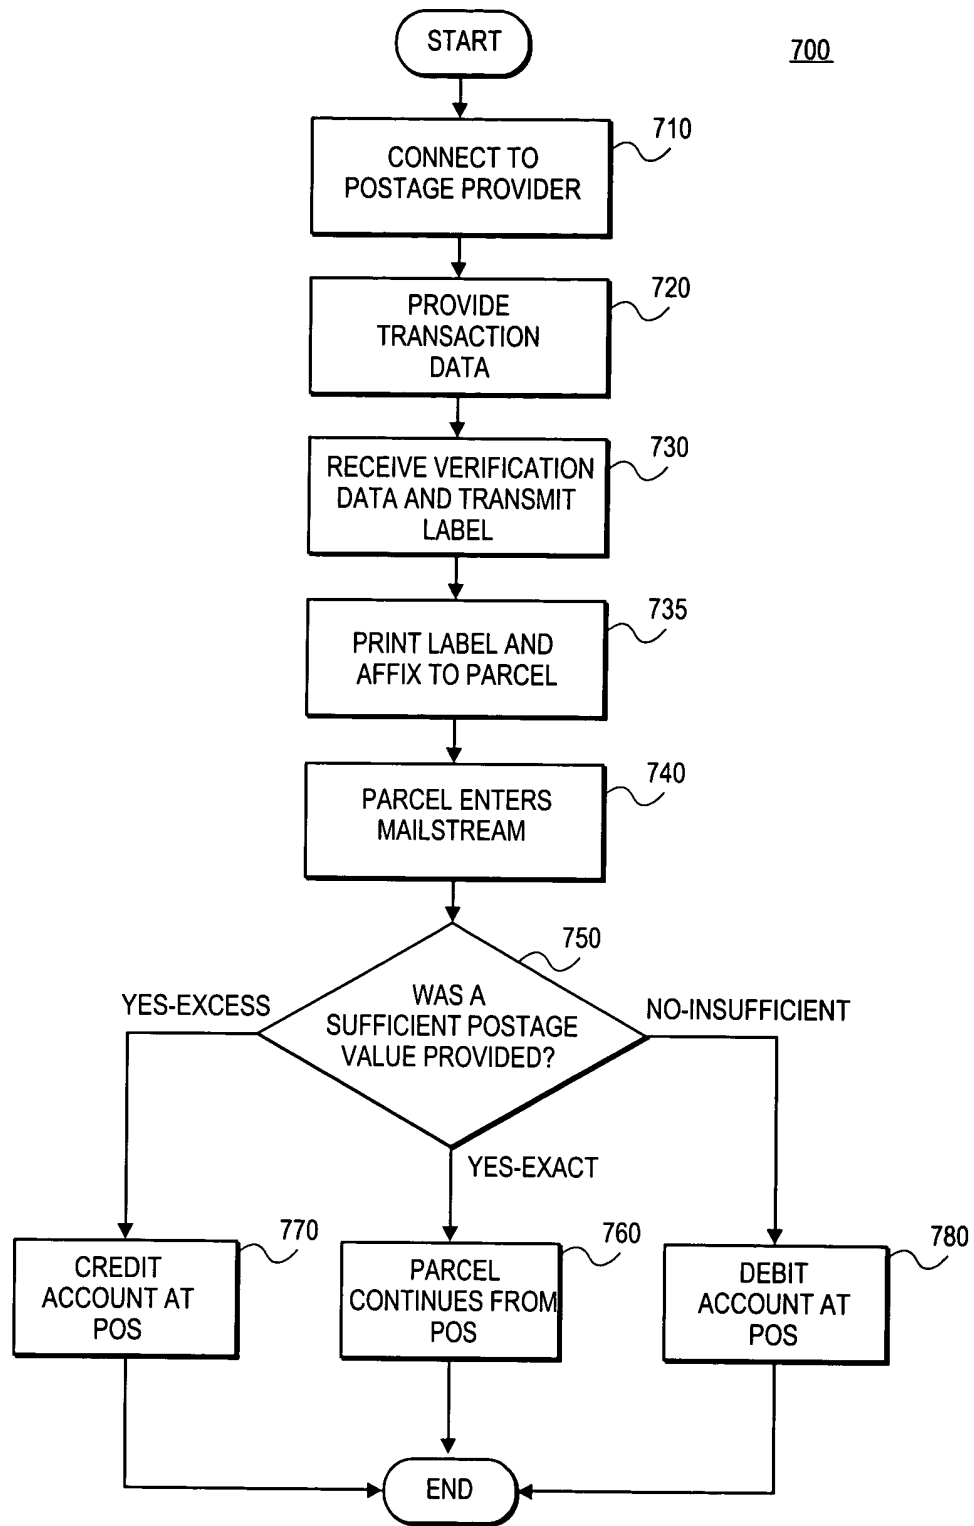 START
700
710
CONNECT TO
POSTAGE PROVIDER
720
PROVIDE
TRANSACTION
DATA
730
RECEIVE VERIFICATION
DATA AND TRANSMIT
LABEL
735
PRINT LABEL AND
AFFIX TO PARCEL
740
PARCEL ENTERS
MAILSTREAM
750
YES-EXCESS
WAS A
SUFFICIENT POSTAGE
VALUE PROVIDED?
NO-INSUFFICIENT
YES-EXACT
770
CREDIT
ACCOUNT AT
POS
760
PARCEL
CONTINUES FROM
POS
780
DEBIT
ACCOUNT AT
POS
END